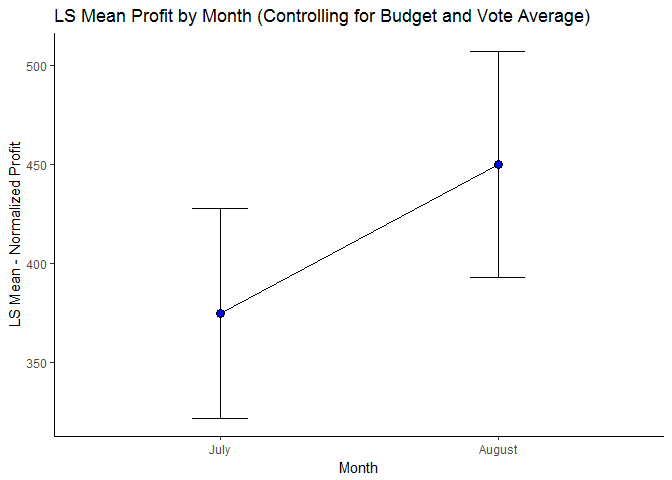 LS Mean Profit by Month (Controlling for Budget and Vote Average)
LS Mean - Normalized Profit
500
450
400
350
July
August
Month